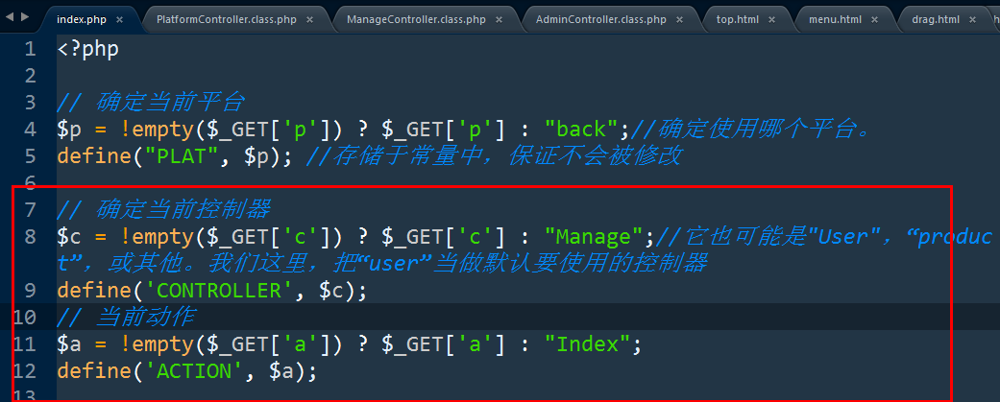 index.php × PlatformController.class.php × ManageController.class.php × AdminController.class.php × top.html × menu.html × drag.html ×
1 <?php
2
3 // 确定当前平台
4 $p = !empty($_GET['p']) ? $_GET['p'] : "back";//确定使用哪个平台。
5 define("PLAT", $p); //存储于常量中，保证不会被修改
6
7 // 确定当前控制器
8 $c = !empty($_GET['c']) ? $_GET['c'] : "Manage";//它也可能是"User"，“produc
t”，或其他。我们这里，把“user”当做默认要使用的控制器
9 define('CONTROLLER', $c);
10 // 当前动作
11 $a = !empty($_GET['a']) ? $_GET['a'] : "Index";
12 define('ACTION', $a);
13